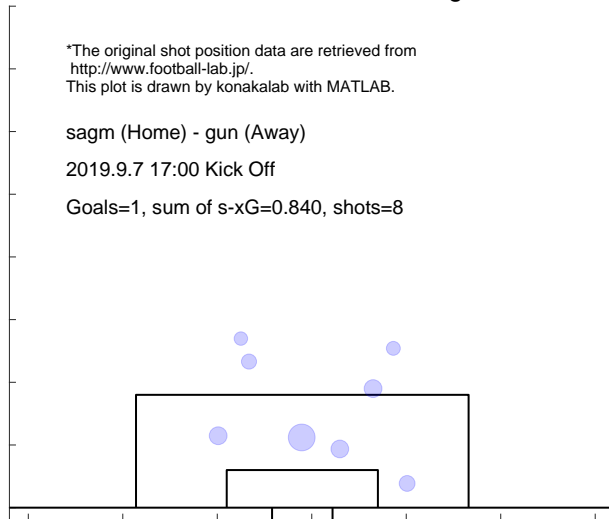 *The original shot position data are retrieved from
http://www.football-lab.jp/.
This plot is drawn by konakalab with MATLAB.
sagm (Home) - gun (Away)
2019.9.7 17:00 Kick Off
Goals=1, sum of s-xG=0.840, shots=8